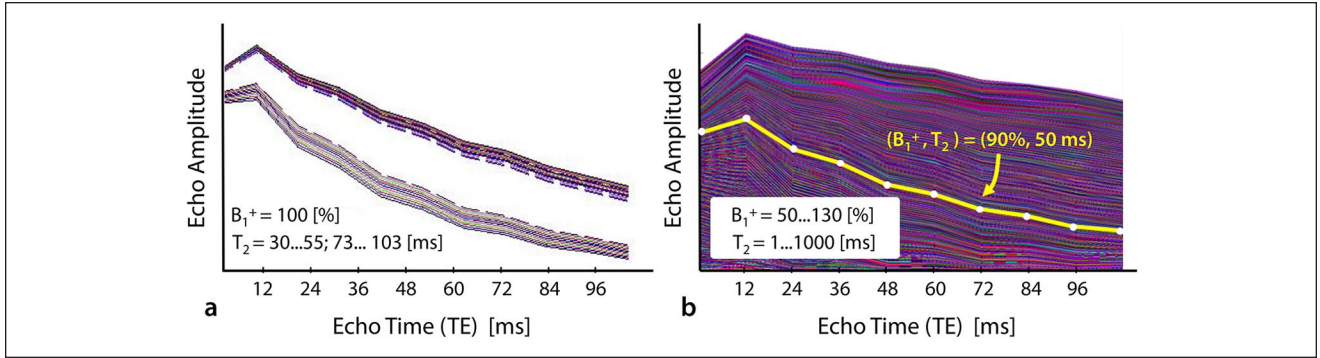 Echo Amplitude
B1+ = 100 [%]
T2 = 30...55; 73... 103 [ms]
12 24 36 48 60 72 84 96
a
Echo Time (TE) [ms]
Echo Amplitude
(B1+, T2 ) = (90%, 50 ms)
B1+ = 50...130 [%]
T2 = 1...1000 [ms]
12 24 36 48 60 72 84 96
b
Echo Time (TE) [ms]